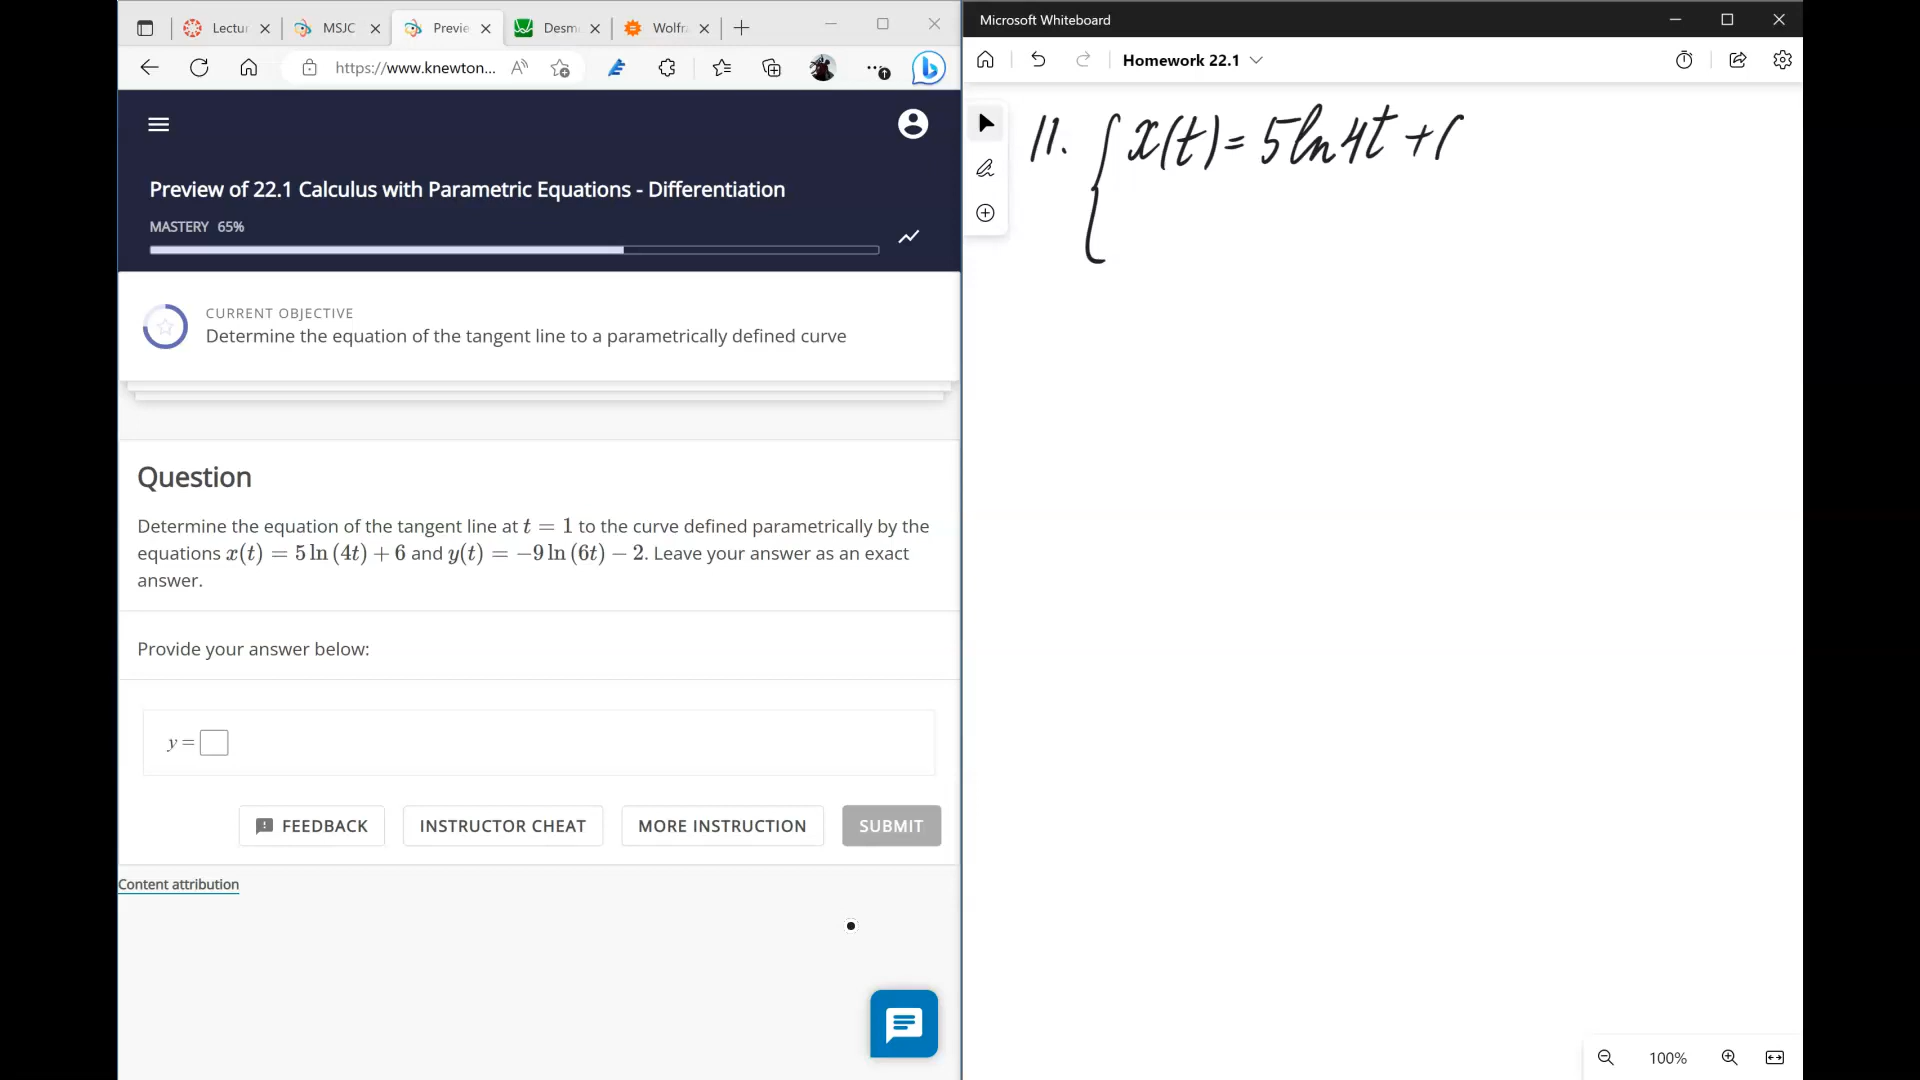 Lectur
MSJC
Previe
Desm
Wolfr
https://www.knewton...
Preview of 22.1 Calculus with Parametric Equations - Differentiation
MASTERY 65%
CURRENT OBJECTIVE
Determine the equation of the tangent line to a parametrically defined curve
Question
Determine the equation of the tangent line at t = 1 to the curve defined parametrically by the
equations x(t) = 5 ln (4t) + 6 and y(t) = −9 ln (6t) − 2. Leave your answer as an exact
answer.
Provide your answer below:
y =
FEEDBACK
INSTRUCTOR CHEAT
MORE INSTRUCTION
SUBMIT
Content attribution
Microsoft Whiteboard
Homework 22.1
11. { x(t) = 5 ln 4t +
100%